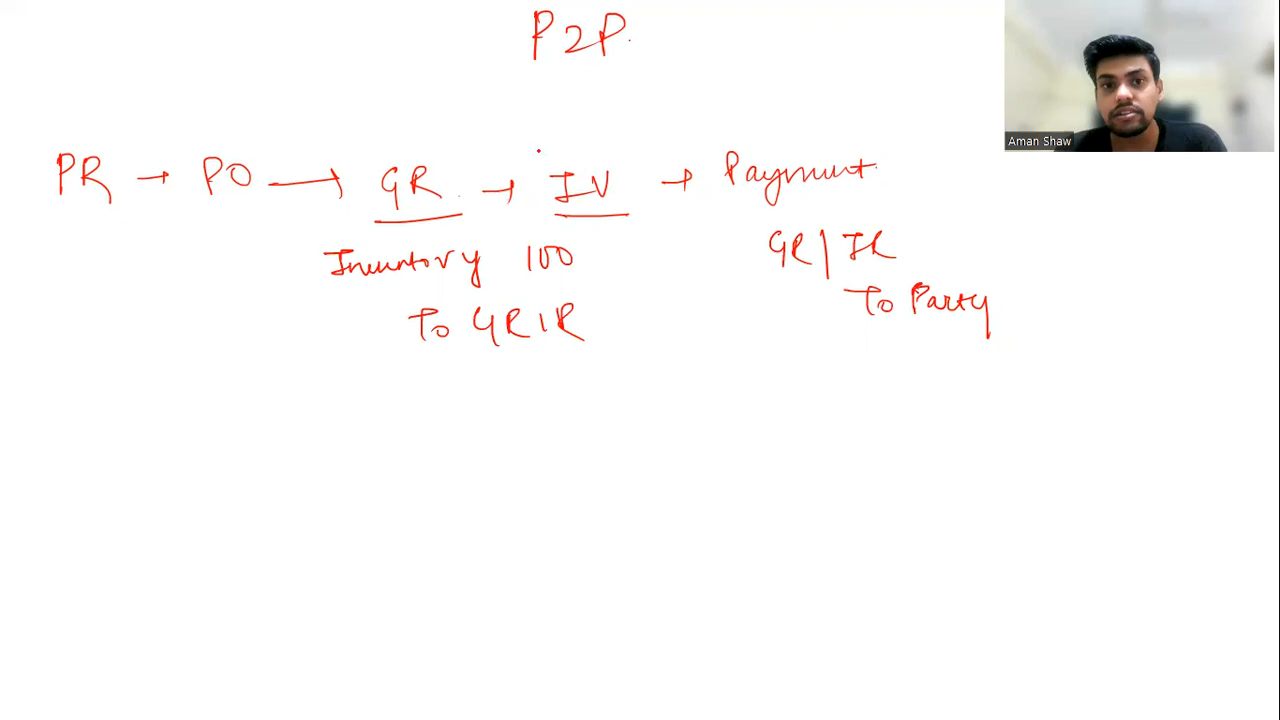 P2P.
PR → PO → GR → IV → Payment
Inventory 100
To GRIR
GR | IR
To Party
Aman Shaw